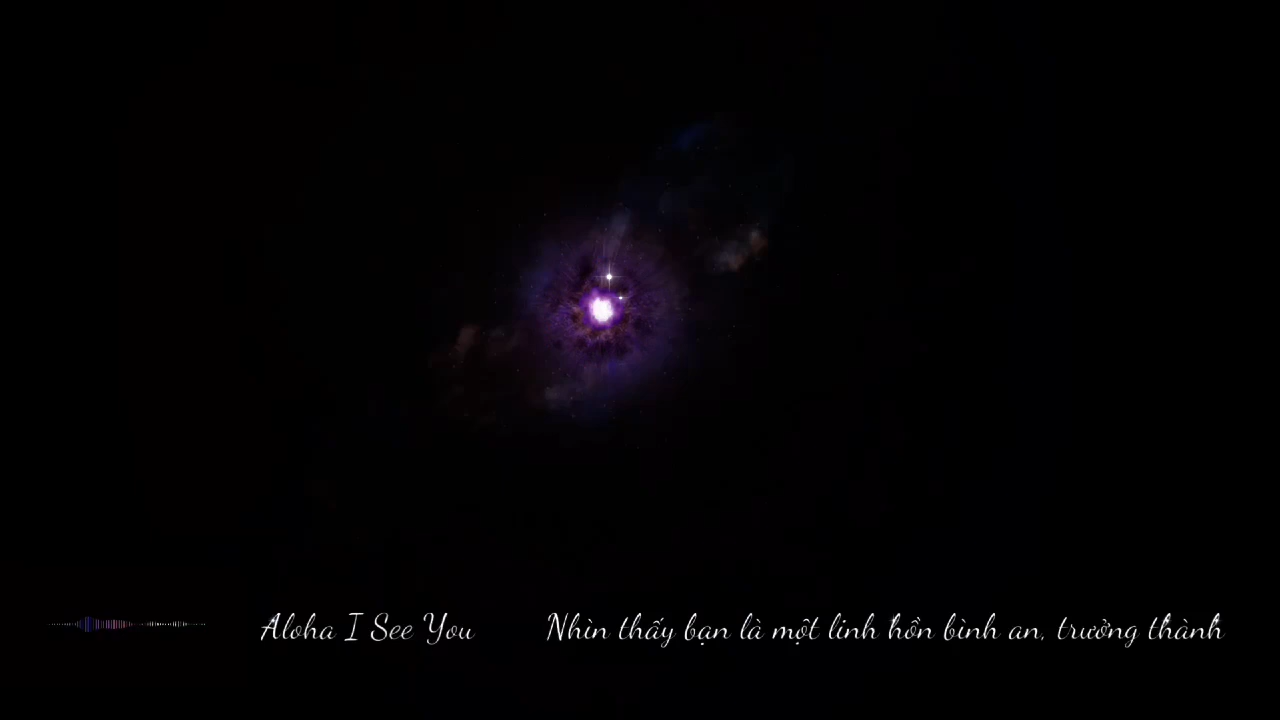 Aloha I See You
Nhìn thấy bạn là một linh hồn bình an, trưởng thành